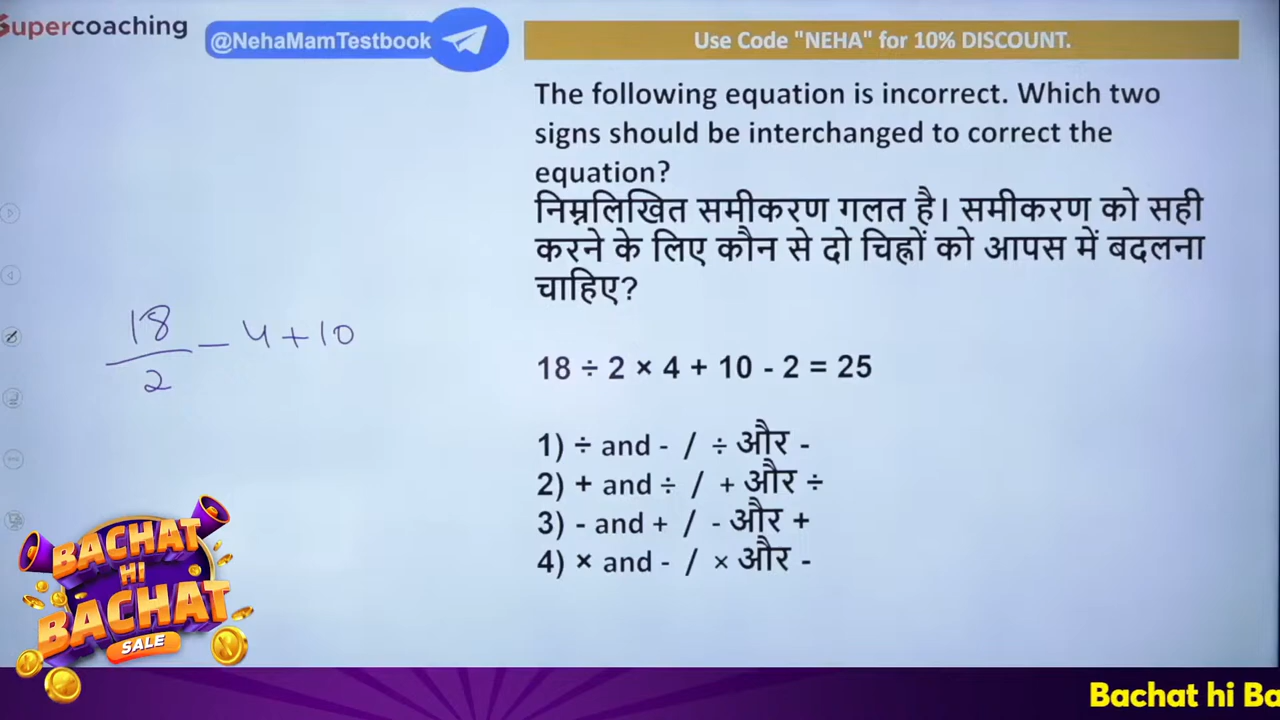 Supercoaching
@NehaMamTestbook
Use Code "NEHA" for 10% DISCOUNT.
The following equation is incorrect. Which two
signs should be interchanged to correct the
equation?
निम्नलिखित समीकरण गलत है। समीकरण को सही
करने के लिए कौन से दो चिह्नों को आपस में बदलना
चाहिए?
18
— - 4 + 10
2
18 ÷ 2 × 4 + 10 - 2 = 25
1) ÷ and - / ÷ और -
2) + and ÷ / + और ÷
3) - and + / - और +
4) × and - / × और -
BACHAT
HI
BACHAT
SALE
Bachat hi Ba